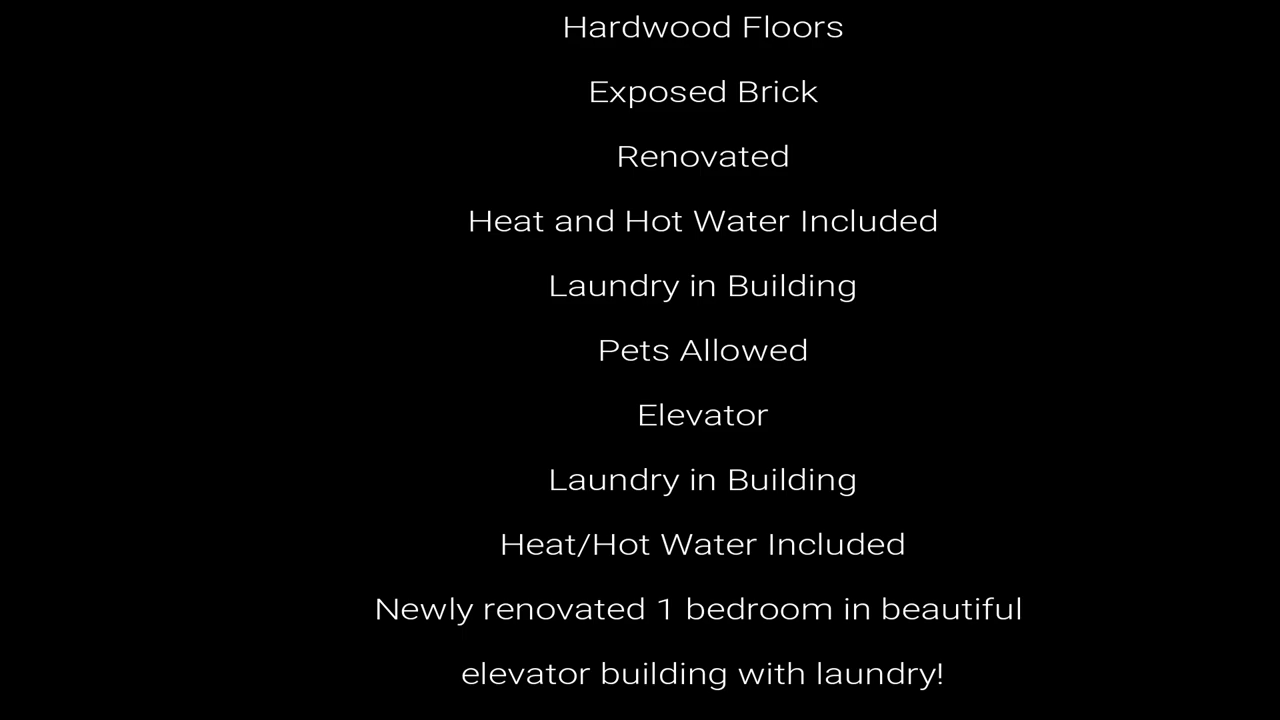 Hardwood Floors
Exposed Brick
Renovated
Heat and Hot Water Included
Laundry in Building
Pets Allowed
Elevator
Laundry in Building
Heat/Hot Water Included
Newly renovated 1 bedroom in beautiful
elevator building with laundry!